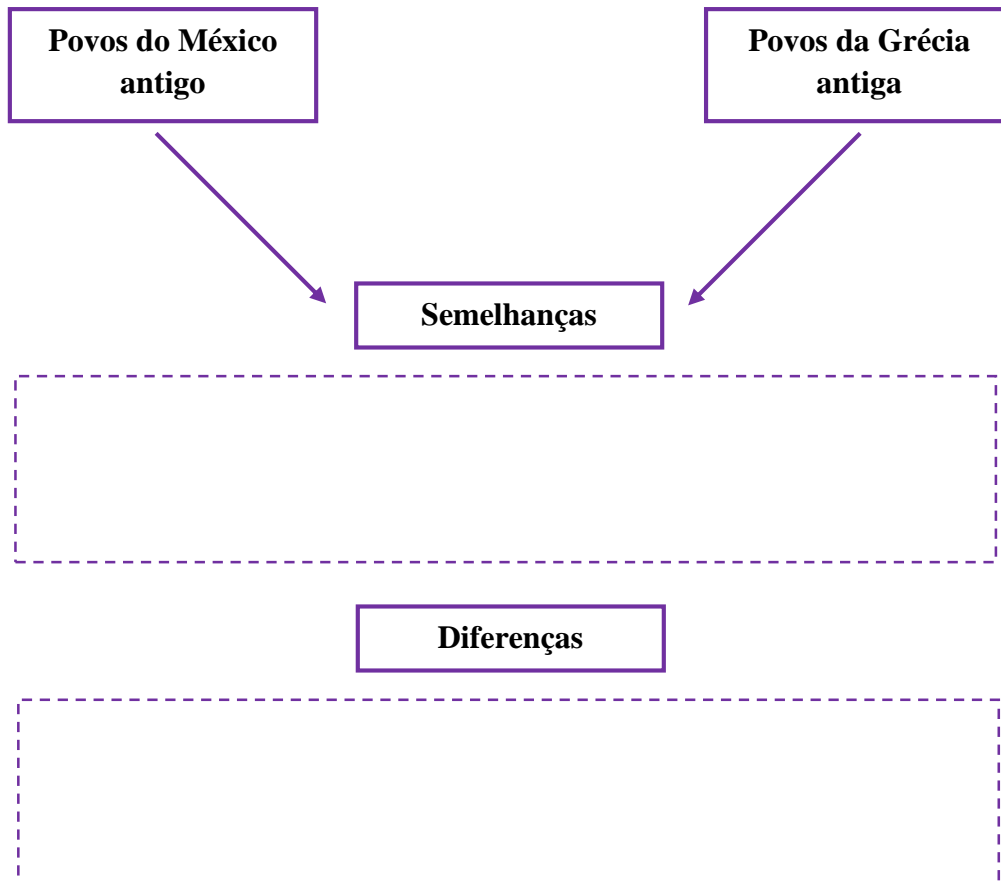 Povos do México
antigo
Povos da Grécia
antiga
Semelhanças
Diferenças